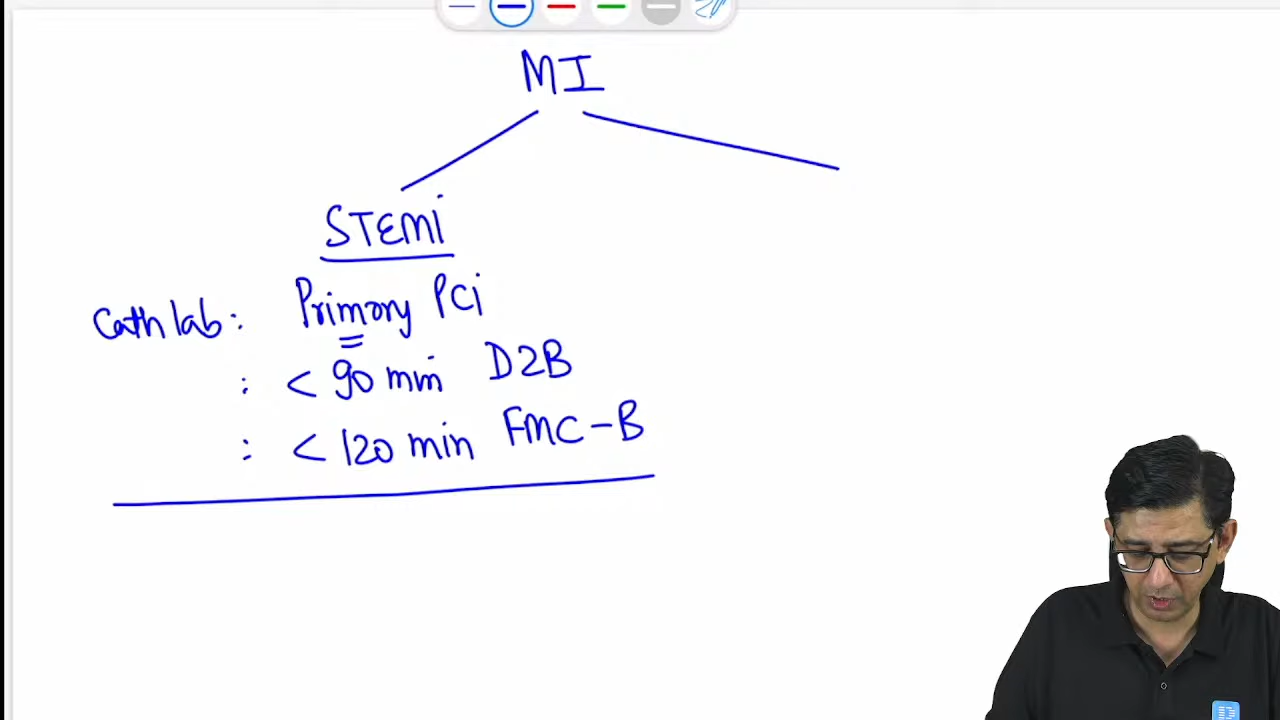 MI
STEMI
Cath lab: Primary PCi
: < 90 min D2B
: < 120 min FMC-B